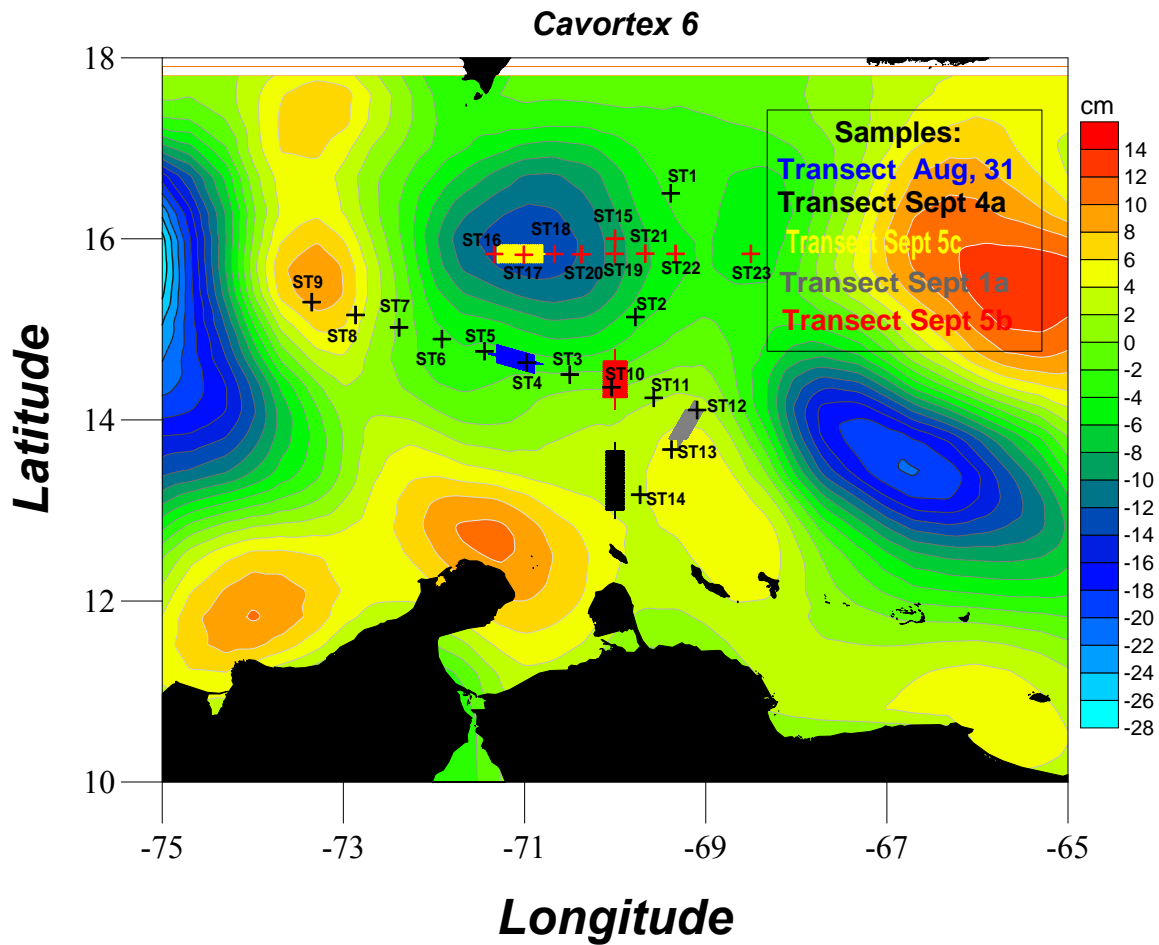 Cavortex 6
18
16
14
12
10
Latitude
-75
-73
-71
-69
-67
-65
Longitude
Samples:
Transect Aug, 31
Transect Sept 4a
Transect Sept 5c
Transect Sept 1a
Transect Sept 5b
ST1
ST15
ST16
ST18
ST21
ST17
ST20
ST19
ST22
ST23
ST9
ST8
ST7
ST2
ST6
ST5
ST4
ST3
ST10
ST11
ST12
ST13
ST14
cm
14
12
10
8
6
4
2
0
-2
-4
-6
-8
-10
-12
-14
-16
-18
-20
-22
-24
-26
-28